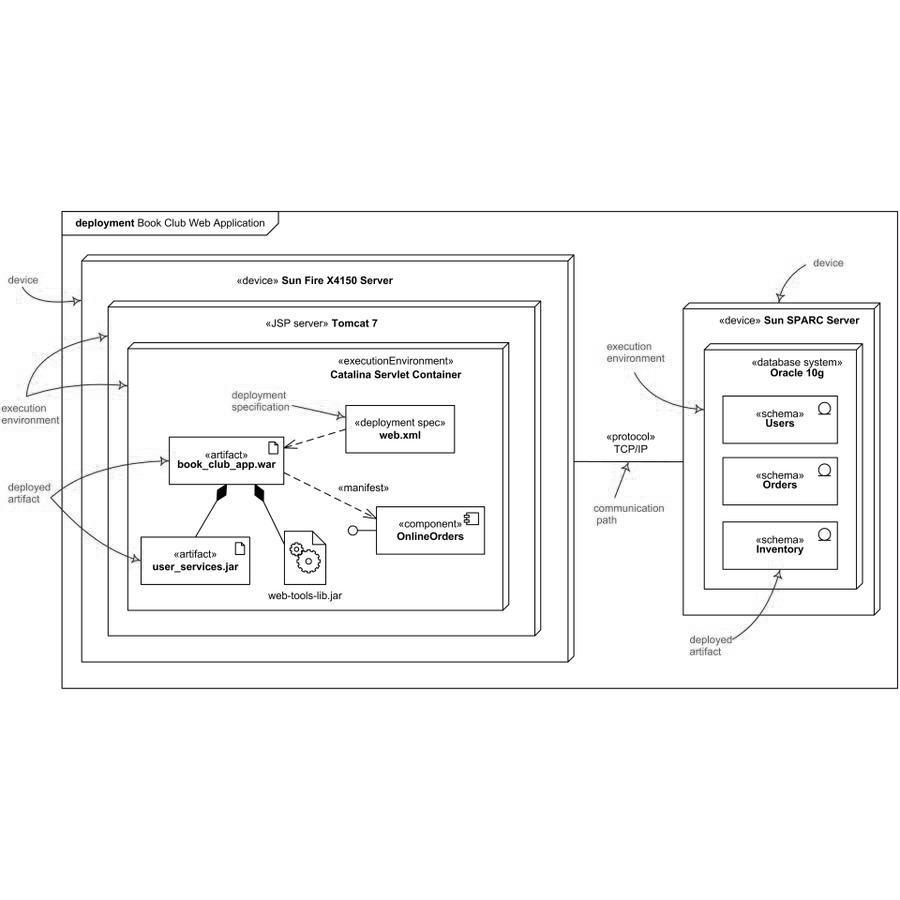 deployment Book Club Web Application
device
«device» Sun Fire X4150 Server
«JSP server» Tomcat 7
«executionEnvironment»
Catalina Servlet Container
execution
environment
deployment
specification
«deployment spec»
web.xml
«artifact»
book_club_app.war
deployed
artifact
«manifest»
«component»
OnlineOrders
«artifact»
user_services.jar
web-tools-lib.jar
«protocol»
TCP/IP
communication
path
device
«device» Sun SPARC Server
execution
environment
«database system»
Oracle 10g
«schema»
Users
«schema»
Orders
«schema»
Inventory
deployed
artifact